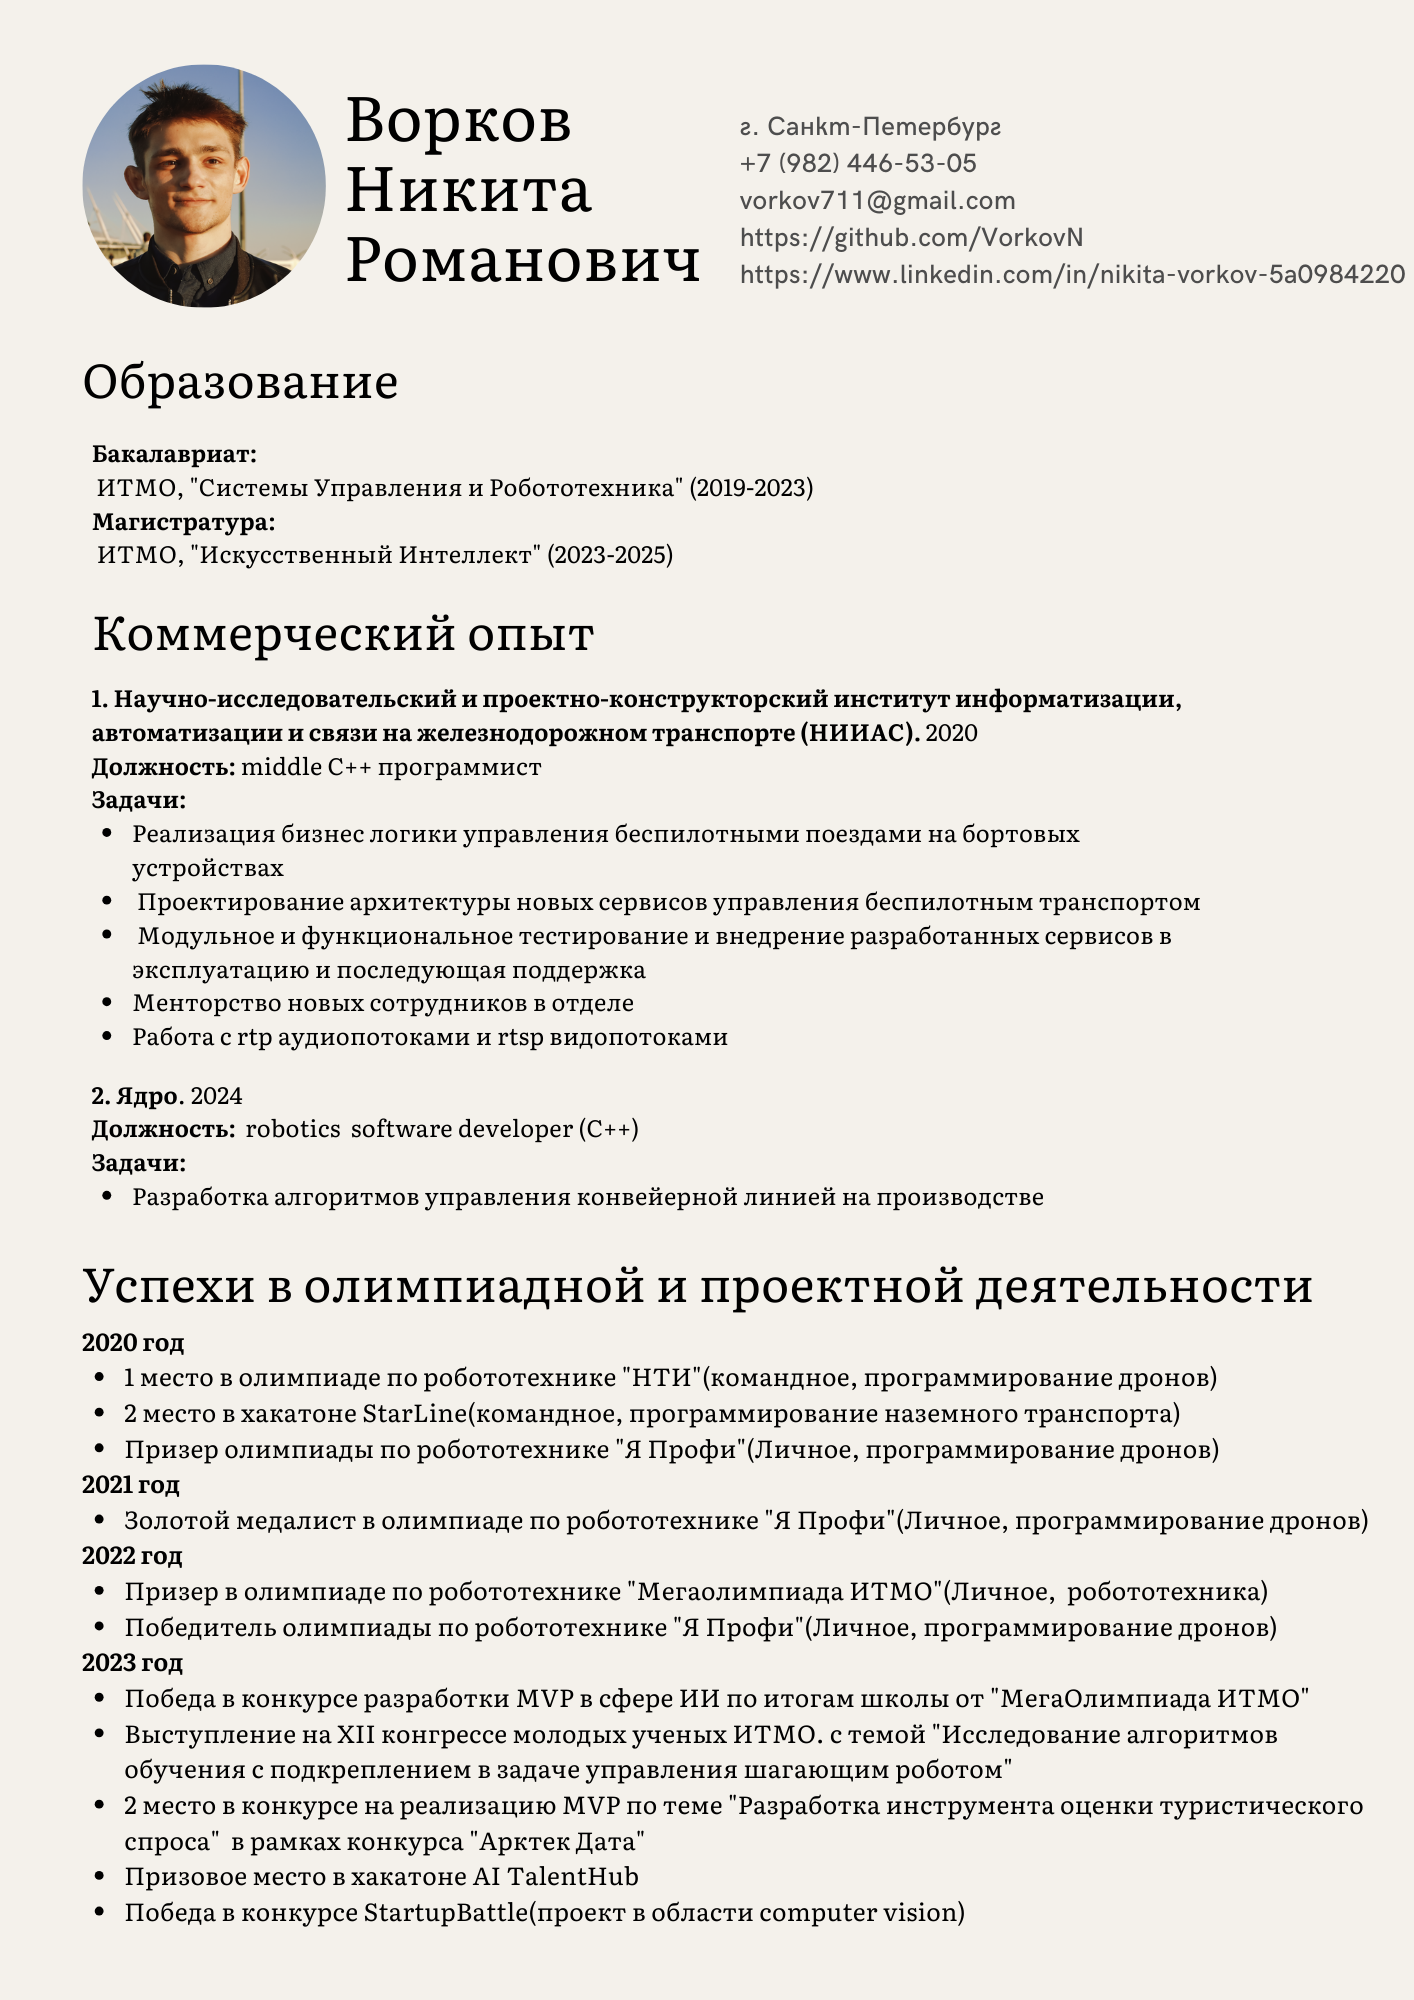 Ворков
Никита
Романович
г. Санкт-Петербург
+7 (982) 446-53-05
vorkov711@gmail.com
https://github.com/VorkovN
https://www.linkedin.com/in/nikita-vorkov-5a0984220
Образование
Бакалавриат:
ИТМО, "Системы Управления и Робототехника" (2019-2023)
Магистратура:
ИТМО, "Искусственный Интеллект" (2023-2025)
Коммерческий опыт
1. Научно-исследовательский и проектно-конструкторский институт информатизации,
автоматизации и связи на железнодорожном транспорте (НИИАС). 2020
Должность: middle C++ программист
Задачи:
• Реализация бизнес логики управления беспилотными поездами на бортовых
устройствах
• Проектирование архитектуры новых сервисов управления беспилотным транспортом
• Модульное и функциональное тестирование и внедрение разработанных сервисов в
эксплуатацию и последующая поддержка
• Менторство новых сотрудников в отделе
• Работа с rtp аудиопотоками и rtsp видопотоками
2. Ядро. 2024
Должность: robotics software developer (C++)
Задачи:
• Разработка алгоритмов управления конвейерной линией на производстве
Успехи в олимпиадной и проектной деятельности
2020 год
• 1 место в олимпиаде по робототехнике "НТИ"(командное, программирование дронов)
• 2 место в хакатоне StarLine(командное, программирование наземного транспорта)
• Призер олимпиады по робототехнике "Я Профи"(Личное, программирование дронов)
2021 год
• Золотой медалист в олимпиаде по робототехнике "Я Профи"(Личное, программирование дронов)
2022 год
• Призер в олимпиаде по робототехнике "Мегаолимпиада ИТМО"(Личное, робототехника)
• Победитель олимпиады по робототехнике "Я Профи"(Личное, программирование дронов)
2023 год
• Победа в конкурсе разработки MVP в сфере ИИ по итогам школы от "МегаОлимпиада ИТМО"
• Выступление на XII конгрессе молодых ученых ИТМО. с темой "Исследование алгоритмов
обучения с подкреплением в задаче управления шагающим роботом"
• 2 место в конкурсе на реализацию MVP по теме "Разработка инструмента оценки туристического
спроса" в рамках конкурса "Арктек Дата"
• Призовое место в хакатоне AI TalentHub
• Победа в конкурсе StartupBattle(проект в области computer vision)